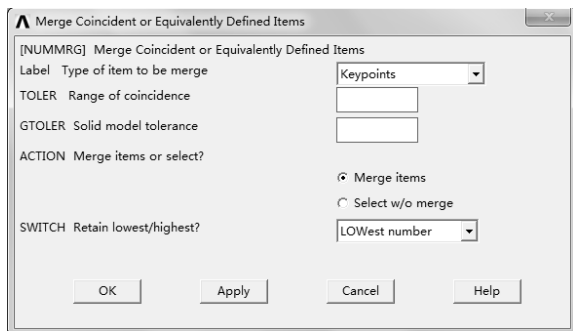 Merge Coincident or Equivalently Defined Items
[NUMMRG] Merge Coincident or Equivalently Defined Items
Label Type of item to be merge Keypoints
TOLER Range of coincidence
GTOLER Solid model tolerance
ACTION Merge items or select?
Merge items
Select w/o merge
SWITCH Retain lowest/highest? LOWest number
OK Apply Cancel Help